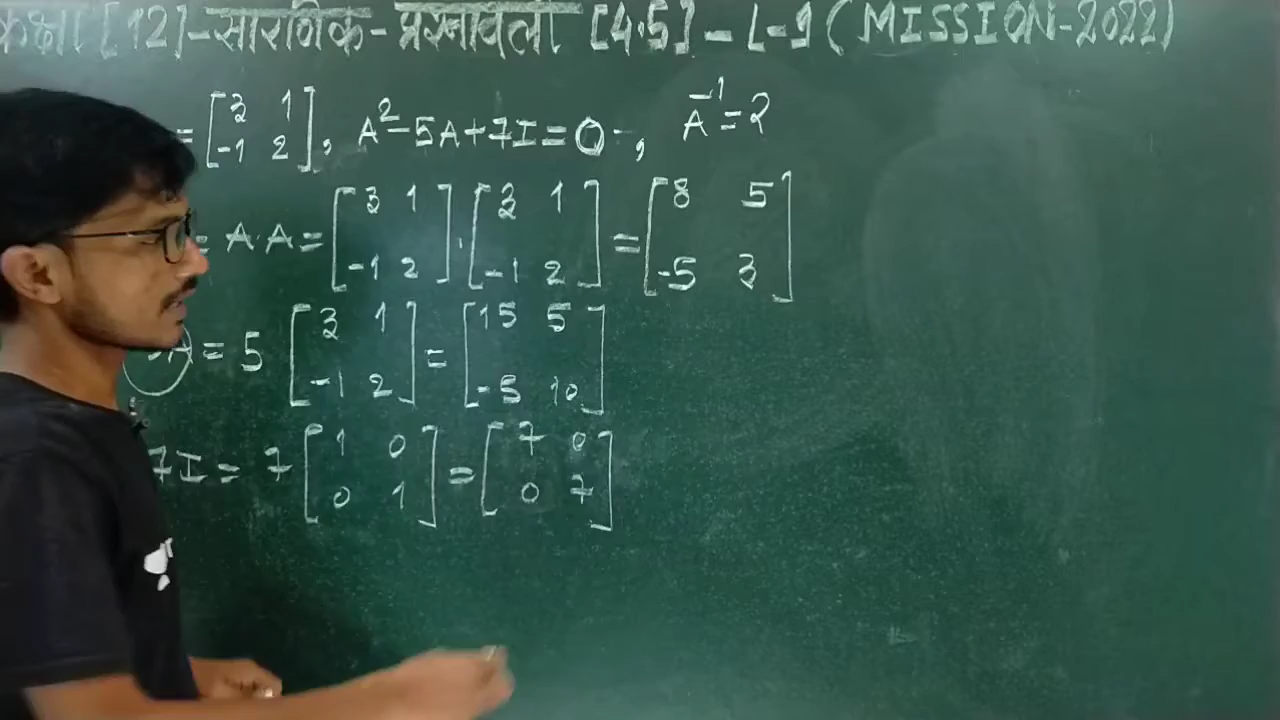 कक्षा [12]-सारणिक-प्रश्नावली [4.5] - L-9 (MISSION-2022)
= [3 1 -1 2], A²-5A+7I=O, A⁻¹=?
= A·A = [3 1 -1 2] · [3 1 -1 2] = [8 5 -5 3]
5A = 5 [3 1 -1 2] = [15 5 -5 10]
7I = 7 [1 0 0 1] = [7 0 0 7]